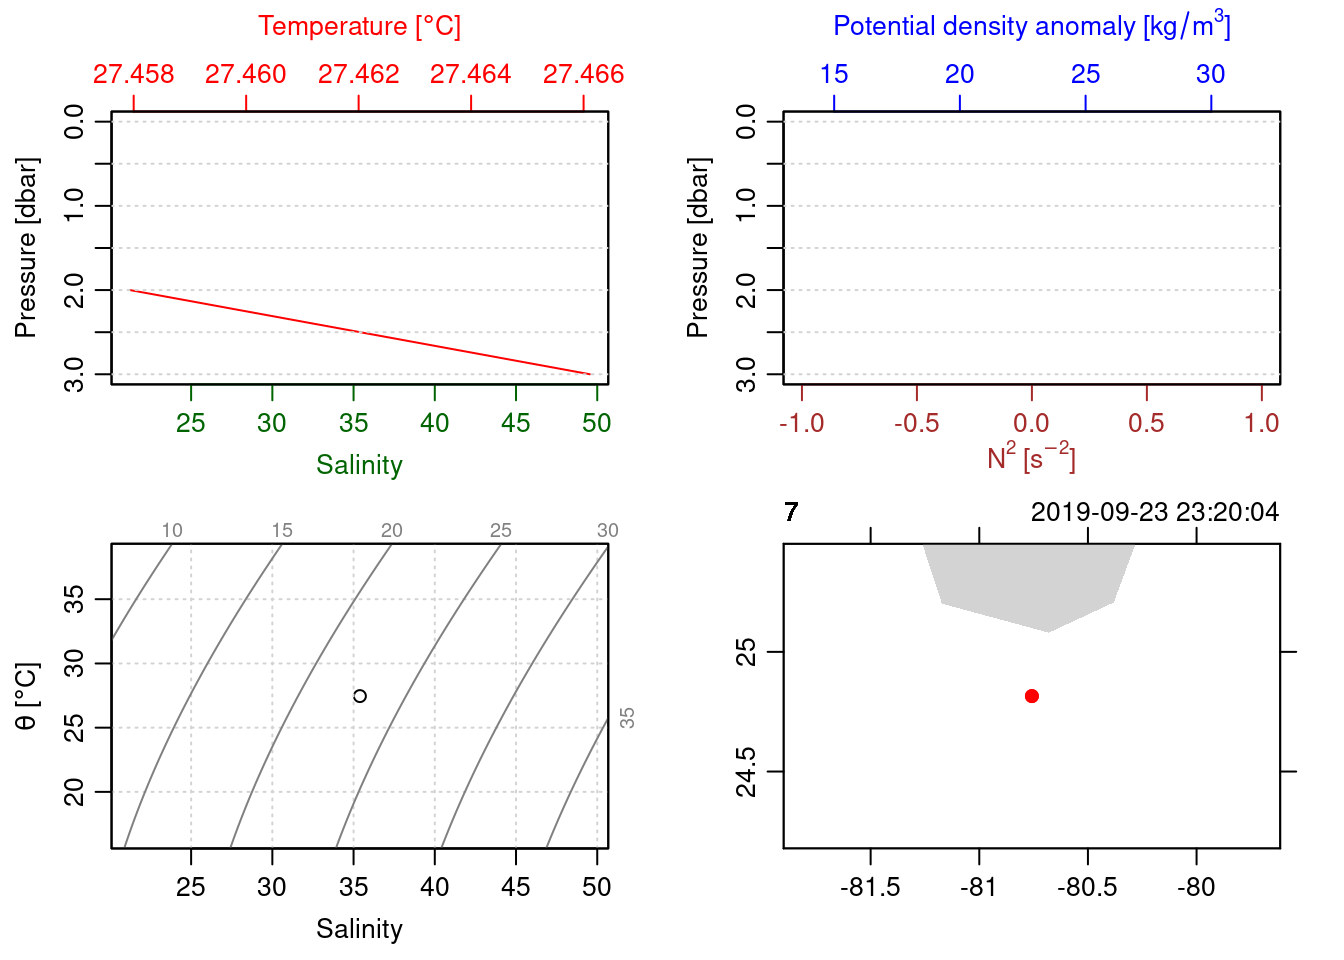 Temperature [°C]
27.458 27.460 27.462 27.464 27.466
Pressure [dbar]
0.0 1.0 2.0 3.0
25 30 35 40 45 50
Salinity
Potential density anomaly [kg/m³]
15 20 25 30
Pressure [dbar]
0.0 1.0 2.0 3.0
-1.0 -0.5 0.0 0.5 1.0
N² [s⁻²]
10 15 20 25 30
35
θ [°C]
20 25 30 35
25 30 35 40 45 50
Salinity
7 2019-09-23 23:20:04
24.5 25
-81.5 -81 -80.5 -80